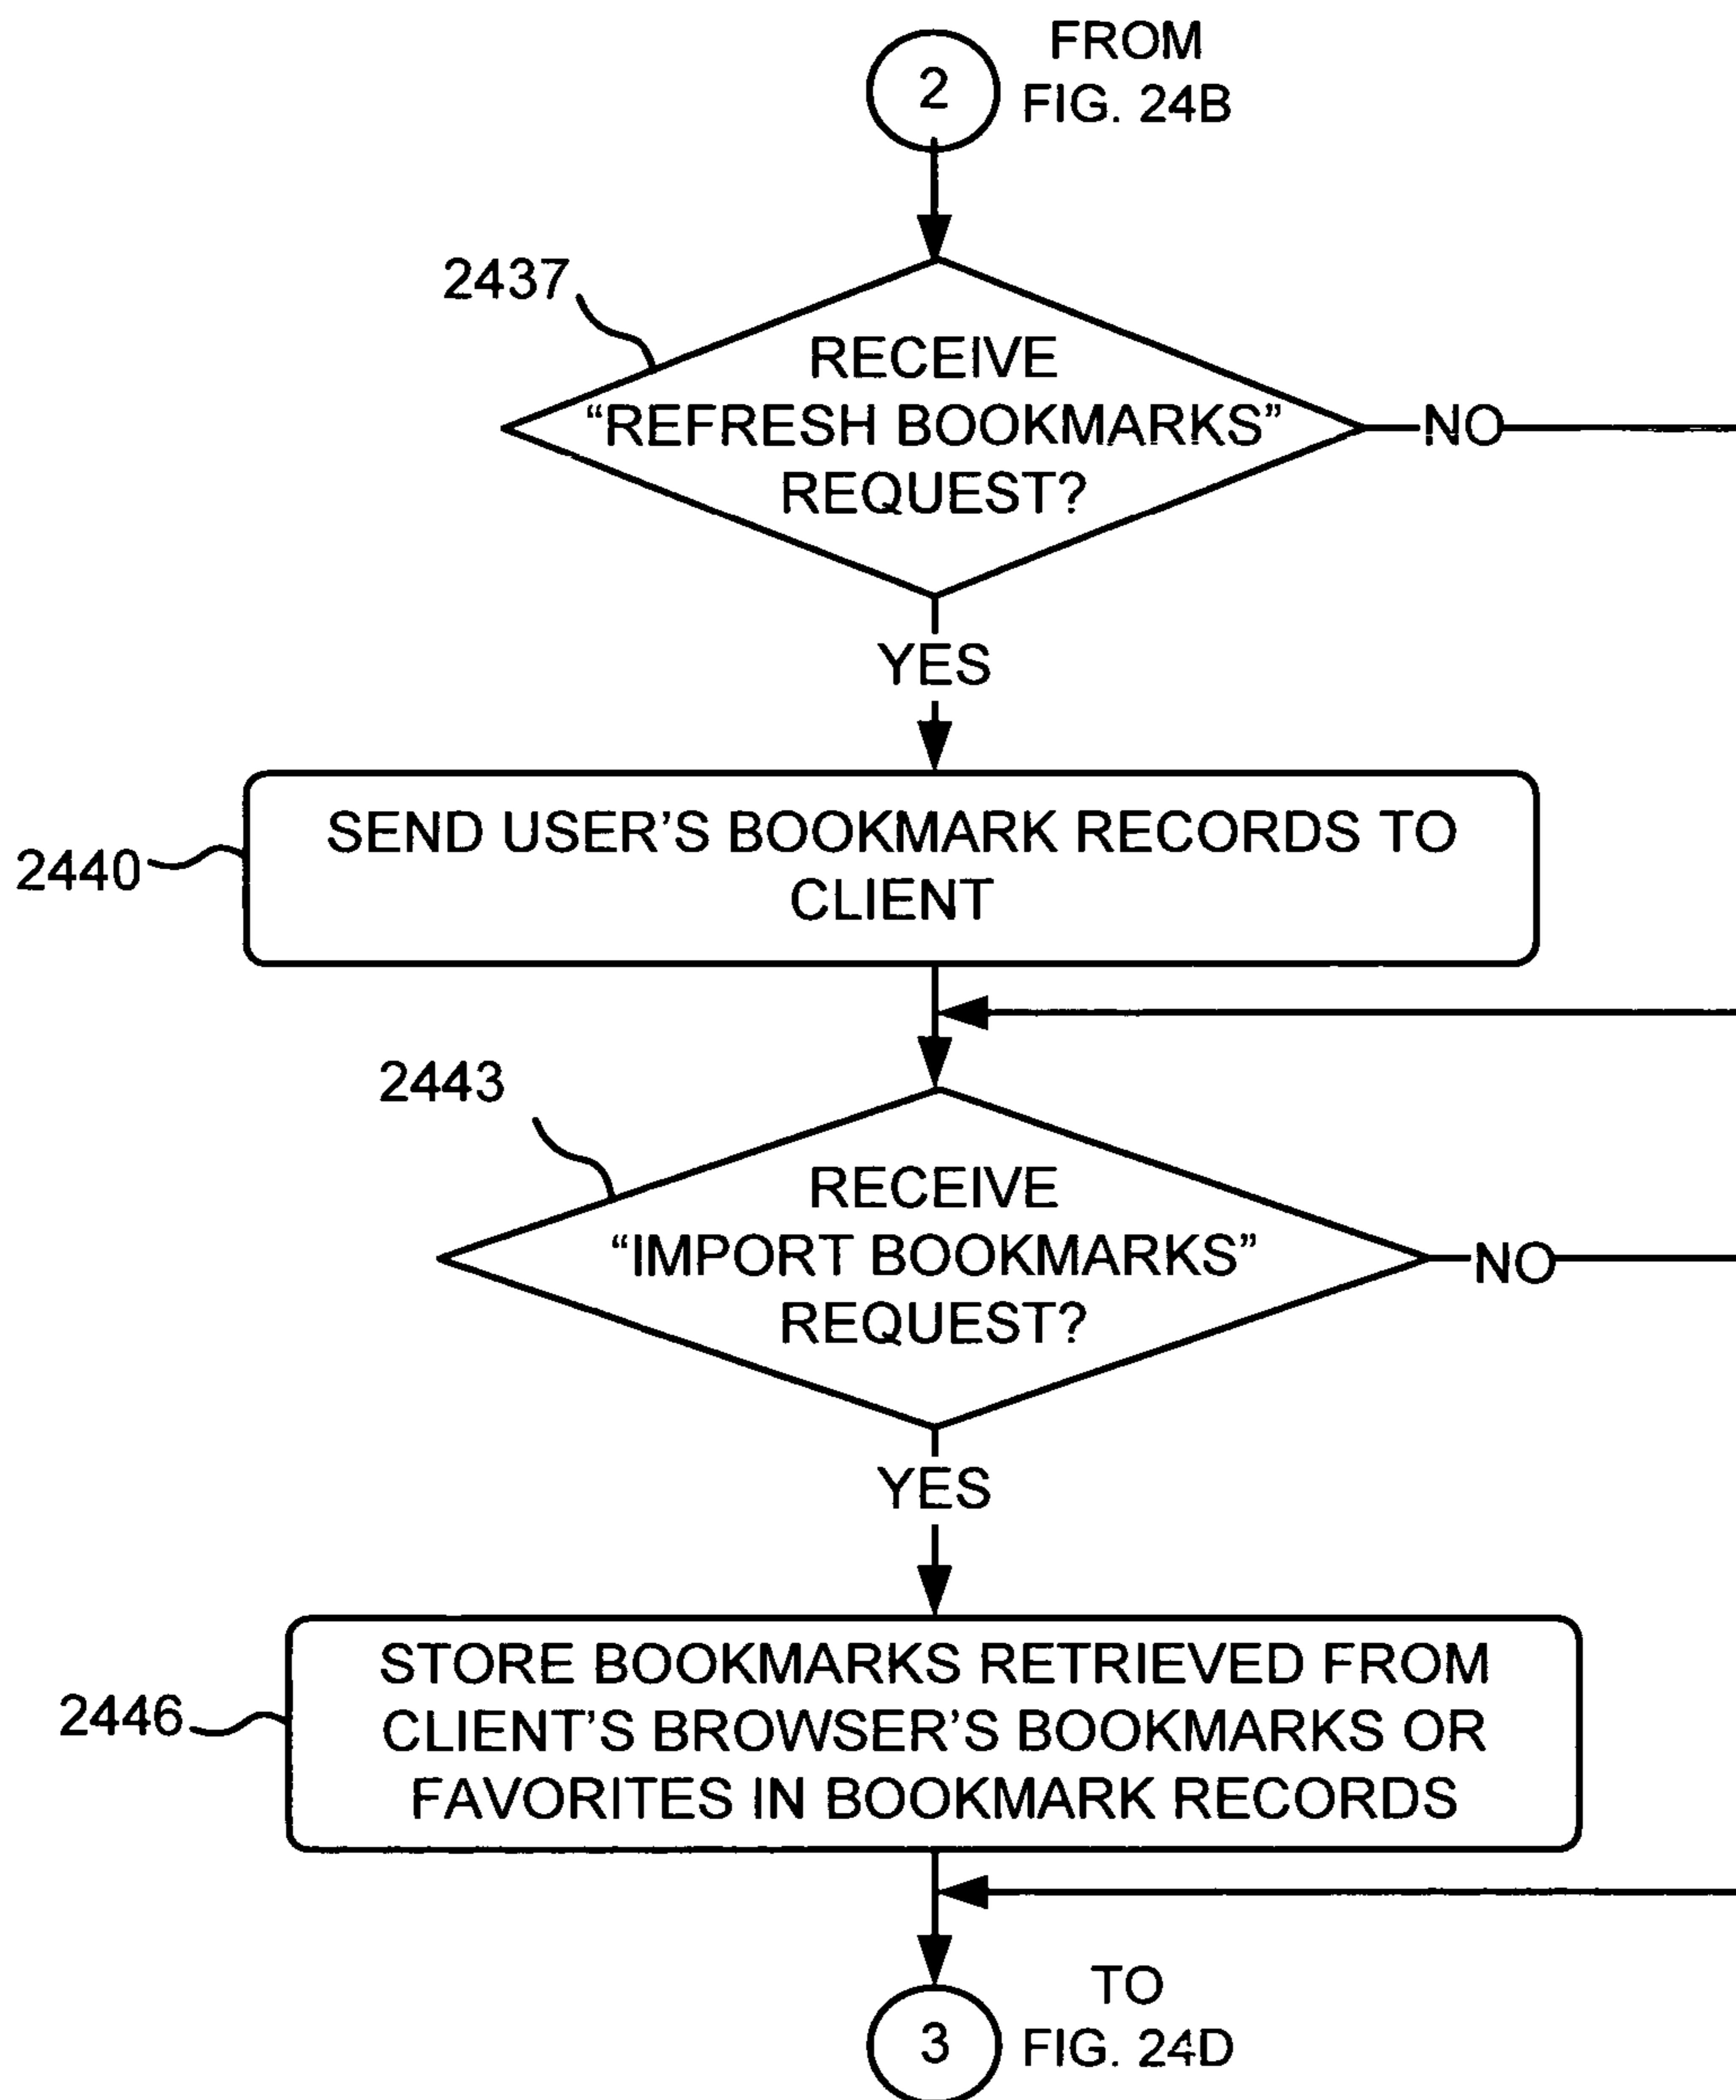 FROM
FIG. 24B
2
2437
RECEIVE
“REFRESH BOOKMARKS”
REQUEST?
NO
YES
2440
SEND USER’S BOOKMARK RECORDS TO
CLIENT
2443
RECEIVE
“IMPORT BOOKMARKS”
REQUEST?
NO
YES
2446
STORE BOOKMARKS RETRIEVED FROM
CLIENT’S BROWSER’S BOOKMARKS OR
FAVORITES IN BOOKMARK RECORDS
3
TO
FIG. 24D